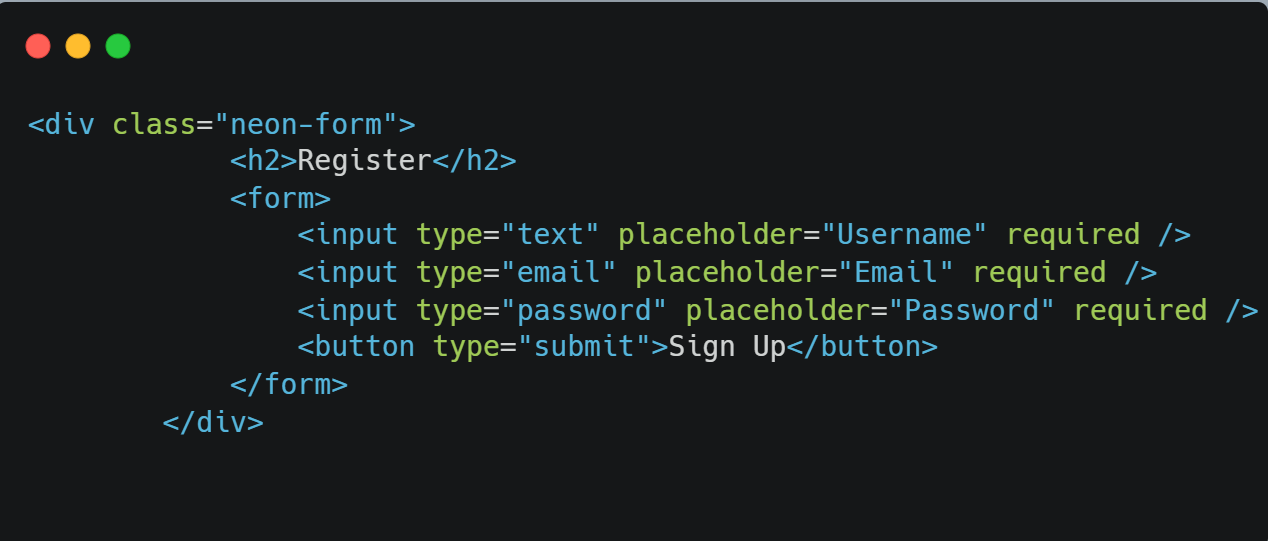 <div class="neon-form">
            <h2>Register</h2>
            <form>
                <input type="text" placeholder="Username" required />
                <input type="email" placeholder="Email" required />
                <input type="password" placeholder="Password" required />
                <button type="submit">Sign Up</button>
            </form>
        </div>